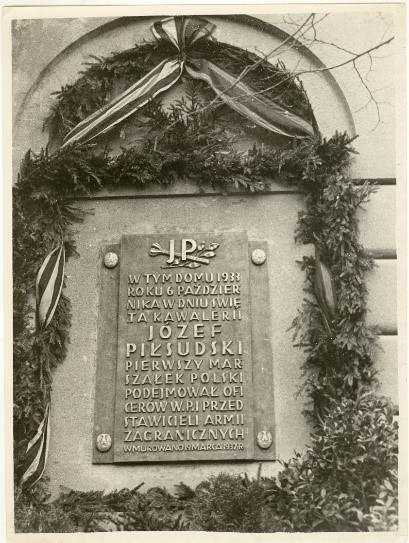 J.P
W TYM DOMU 1933
ROKU 6 PAŹDZIER
NIKA W DNIU ŚWIĘ
TA KAWALERII
JÓZEF
PIŁSUDSKI
PIERWSZY MAR
SZAŁEK POLSKI
PODEJMOWAŁ OFI
CERÓW W.P. I PRZED
STAWICIELI ARMII
ZAGRANICZNYCH
WMUROWANO 19 MARCA 1937 R.